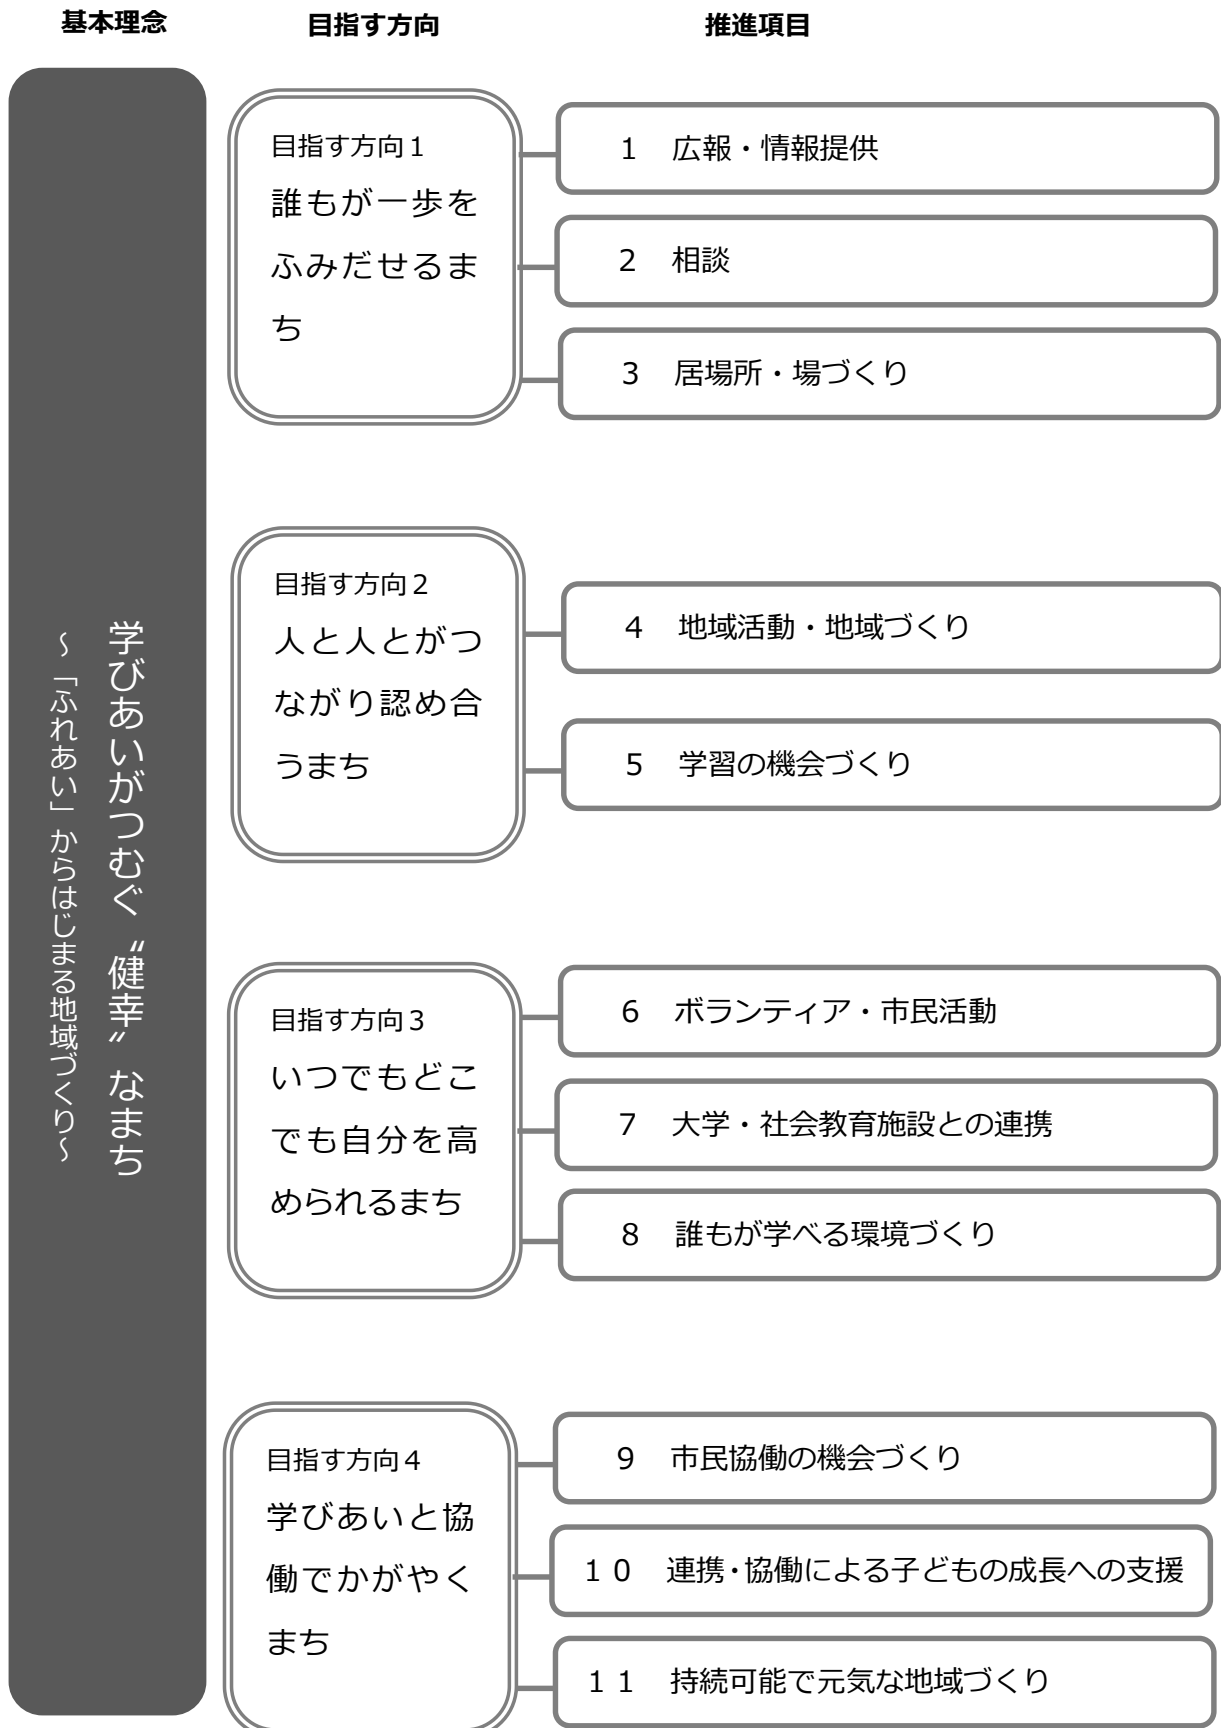 基本理念
目指す方向
推進項目
学びあいがつむぐ〝健幸〟なまち
～「ふれあい」からはじまる地域づくり～
目指す方向１
誰もが一歩を
ふみだせるま
ち
１　広報・情報提供
２　相談
３　居場所・場づくり
目指す方向２
人と人とがつ
ながり認め合
うまち
４　地域活動・地域づくり
５　学習の機会づくり
目指す方向３
いつでもどこ
でも自分を高
められるまち
６　ボランティア・市民活動
７　大学・社会教育施設との連携
８　誰もが学べる環境づくり
目指す方向４
学びあいと協
働でかがやく
まち
９　市民協働の機会づくり
１０　連携・協働による子どもの成長への支援
１１　持続可能で元気な地域づくり